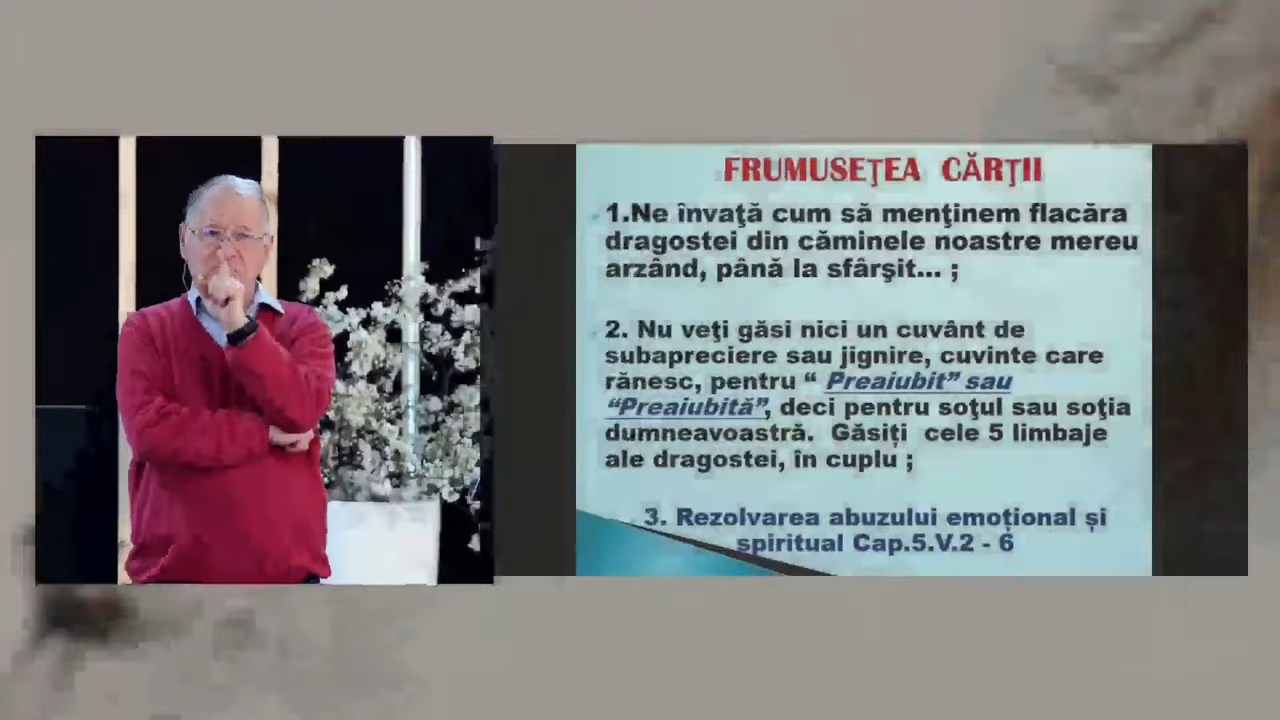 FRUMUSEŢEA CĂRŢII
1.Ne învaţă cum să menţinem flacăra
dragostei din căminele noastre mereu
arzând, până la sfârşit... ;
2. Nu veţi găsi nici un cuvânt de
subapreciere sau jignire, cuvinte care
rănesc, pentru “ Preaiubit” sau
“Preaiubită”, deci pentru soţul sau soţia
dumneavoastră. Găsiți cele 5 limbaje
ale dragostei, în cuplu ;
3. Rezolvarea abuzului emoțional și
spiritual Cap.5.V.2 - 6